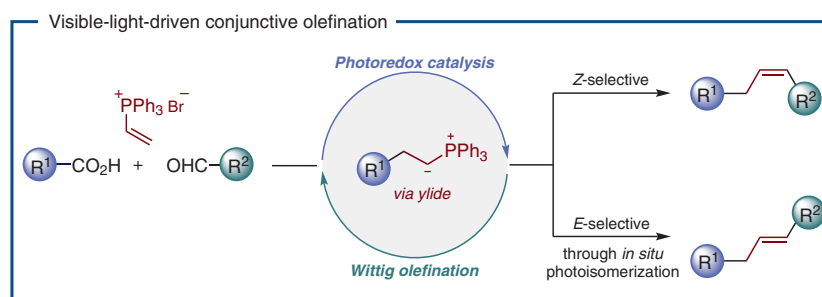 Visible-light-driven conjunctive olefination
Photoredox catalysis
+ −
PPh3 Br
R1 CO2H + OHC R2
+
PPh3
R1
−
via ylide
Wittig olefination
Z-selective
R1 R2
E-selective
through in situ
photoisomerization
R1 R2